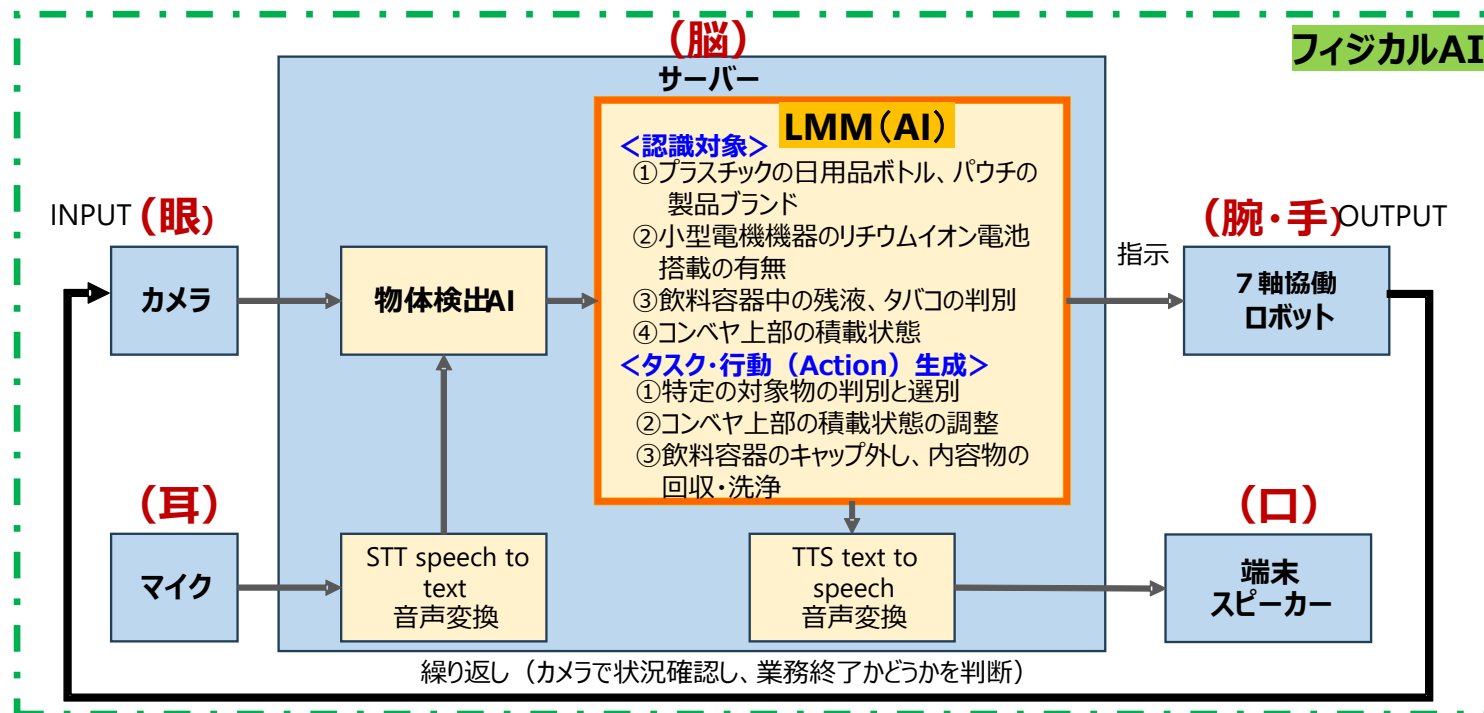 フィジカルAI
（脳）
サーバー
LMM（AI）
＜認識対象＞
①プラスチックの日用品ボトル、パウチの
製品ブランド
②小型電機機器のリチウムイオン電池
搭載の有無
③飲料容器中の残液、タバコの判別
④コンベヤ上部の積載状態
＜タスク・行動（Action）生成＞
①特定の対象物の判別と選別
②コンベヤ上部の積載状態の調整
③飲料容器のキャップ外し、内容物の
回収・洗浄
INPUT（眼）
カメラ
物体検出AI
指示
（腕・手）OUTPUT
７軸協働
ロボット
（耳）
マイク
STT speech to
text
音声変換
TTS text to
speech
音声変換
（口）
端末
スピーカー
繰り返し（カメラで状況確認し、業務終了かどうかを判断）